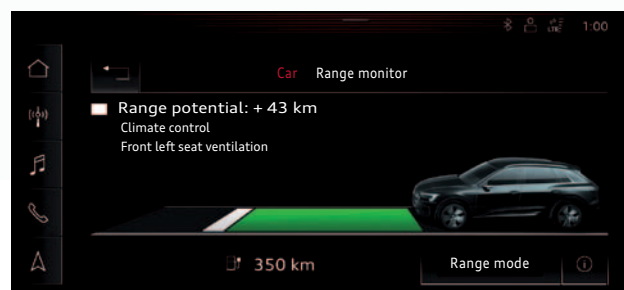 LTE
1:00
Car Range monitor
Range potential: + 43 km
Climate control
Front left seat ventilation
350 km
Range mode